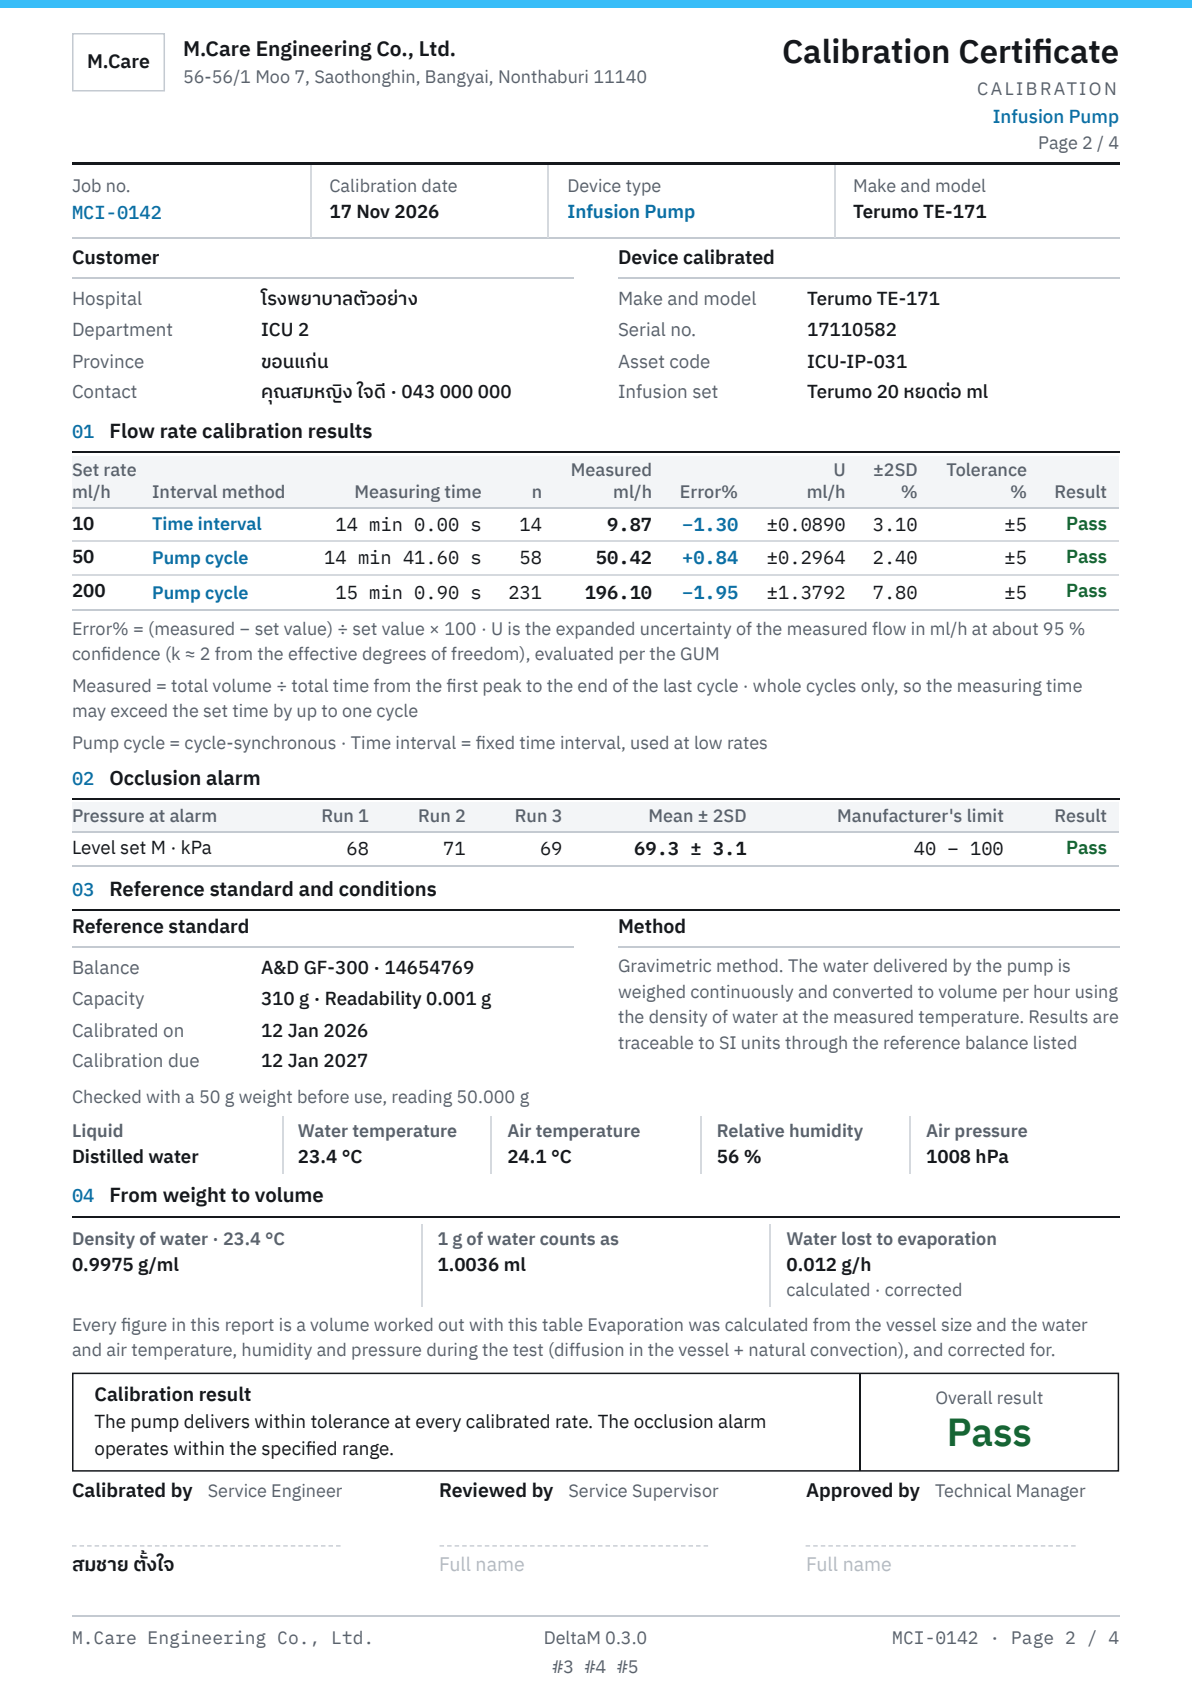 M.Care
M.Care Engineering Co., Ltd.
56-56/1 Moo 7, Saothonghin, Bangyai, Nonthaburi 11140
Calibration Certificate
CALIBRATION
Infusion Pump
Page 2 / 4
Job no. Calibration date Device type Make and model
MCI-0142 17 Nov 2026 Infusion Pump Terumo TE-171
Customer
Hospital โรงพยาบาลตัวอย่าง
Department ICU 2
Province ขอนแก่น
Contact คุณสมหญิง ใจดี · 043 000 000
Device calibrated
Make and model Terumo TE-171
Serial no. 17110582
Asset code ICU-IP-031
Infusion set Terumo 20 หยดต่อ ml
01 Flow rate calibration results
Set rate Measured U ±2SD Tolerance
ml/h Interval method Measuring time n ml/h Error% ml/h % % Result
10 Time interval 14 min 0.00 s 14 9.87 −1.30 ±0.0890 3.10 ±5 Pass
50 Pump cycle 14 min 41.60 s 58 50.42 +0.84 ±0.2964 2.40 ±5 Pass
200 Pump cycle 15 min 0.90 s 231 196.10 −1.95 ±1.3792 7.80 ±5 Pass
Error% = (measured − set value) ÷ set value × 100 · U is the expanded uncertainty of the measured flow in ml/h at about 95 %
confidence (k ≈ 2 from the effective degrees of freedom), evaluated per the GUM
Measured = total volume ÷ total time from the first peak to the end of the last cycle · whole cycles only, so the measuring time
may exceed the set time by up to one cycle
Pump cycle = cycle-synchronous · Time interval = fixed time interval, used at low rates
02 Occlusion alarm
Pressure at alarm Run 1 Run 2 Run 3 Mean ± 2SD Manufacturer's limit Result
Level set M · kPa 68 71 69 69.3 ± 3.1 40 − 100 Pass
03 Reference standard and conditions
Reference standard
Balance A&D GF-300 · 14654769
Capacity 310 g · Readability 0.001 g
Calibrated on 12 Jan 2026
Calibration due 12 Jan 2027
Method
Gravimetric method. The water delivered by the pump is
weighed continuously and converted to volume per hour using
the density of water at the measured temperature. Results are
traceable to SI units through the reference balance listed
Checked with a 50 g weight before use, reading 50.000 g
Liquid Water temperature Air temperature Relative humidity Air pressure
Distilled water 23.4 °C 24.1 °C 56 % 1008 hPa
04 From weight to volume
Density of water · 23.4 °C 1 g of water counts as Water lost to evaporation
0.9975 g/ml 1.0036 ml 0.012 g/h
calculated · corrected
Every figure in this report is a volume worked out with this table Evaporation was calculated from the vessel size and the water
and air temperature, humidity and pressure during the test (diffusion in the vessel + natural convection), and corrected for.
Calibration result
The pump delivers within tolerance at every calibrated rate. The occlusion alarm
operates within the specified range.
Overall result
Pass
Calibrated by Service Engineer Reviewed by Service Supervisor Approved by Technical Manager
สมชาย ตั้งใจ Full name Full name
M.Care Engineering Co., Ltd. DeltaM 0.3.0 MCI-0142 · Page 2 / 4
#3 #4 #5